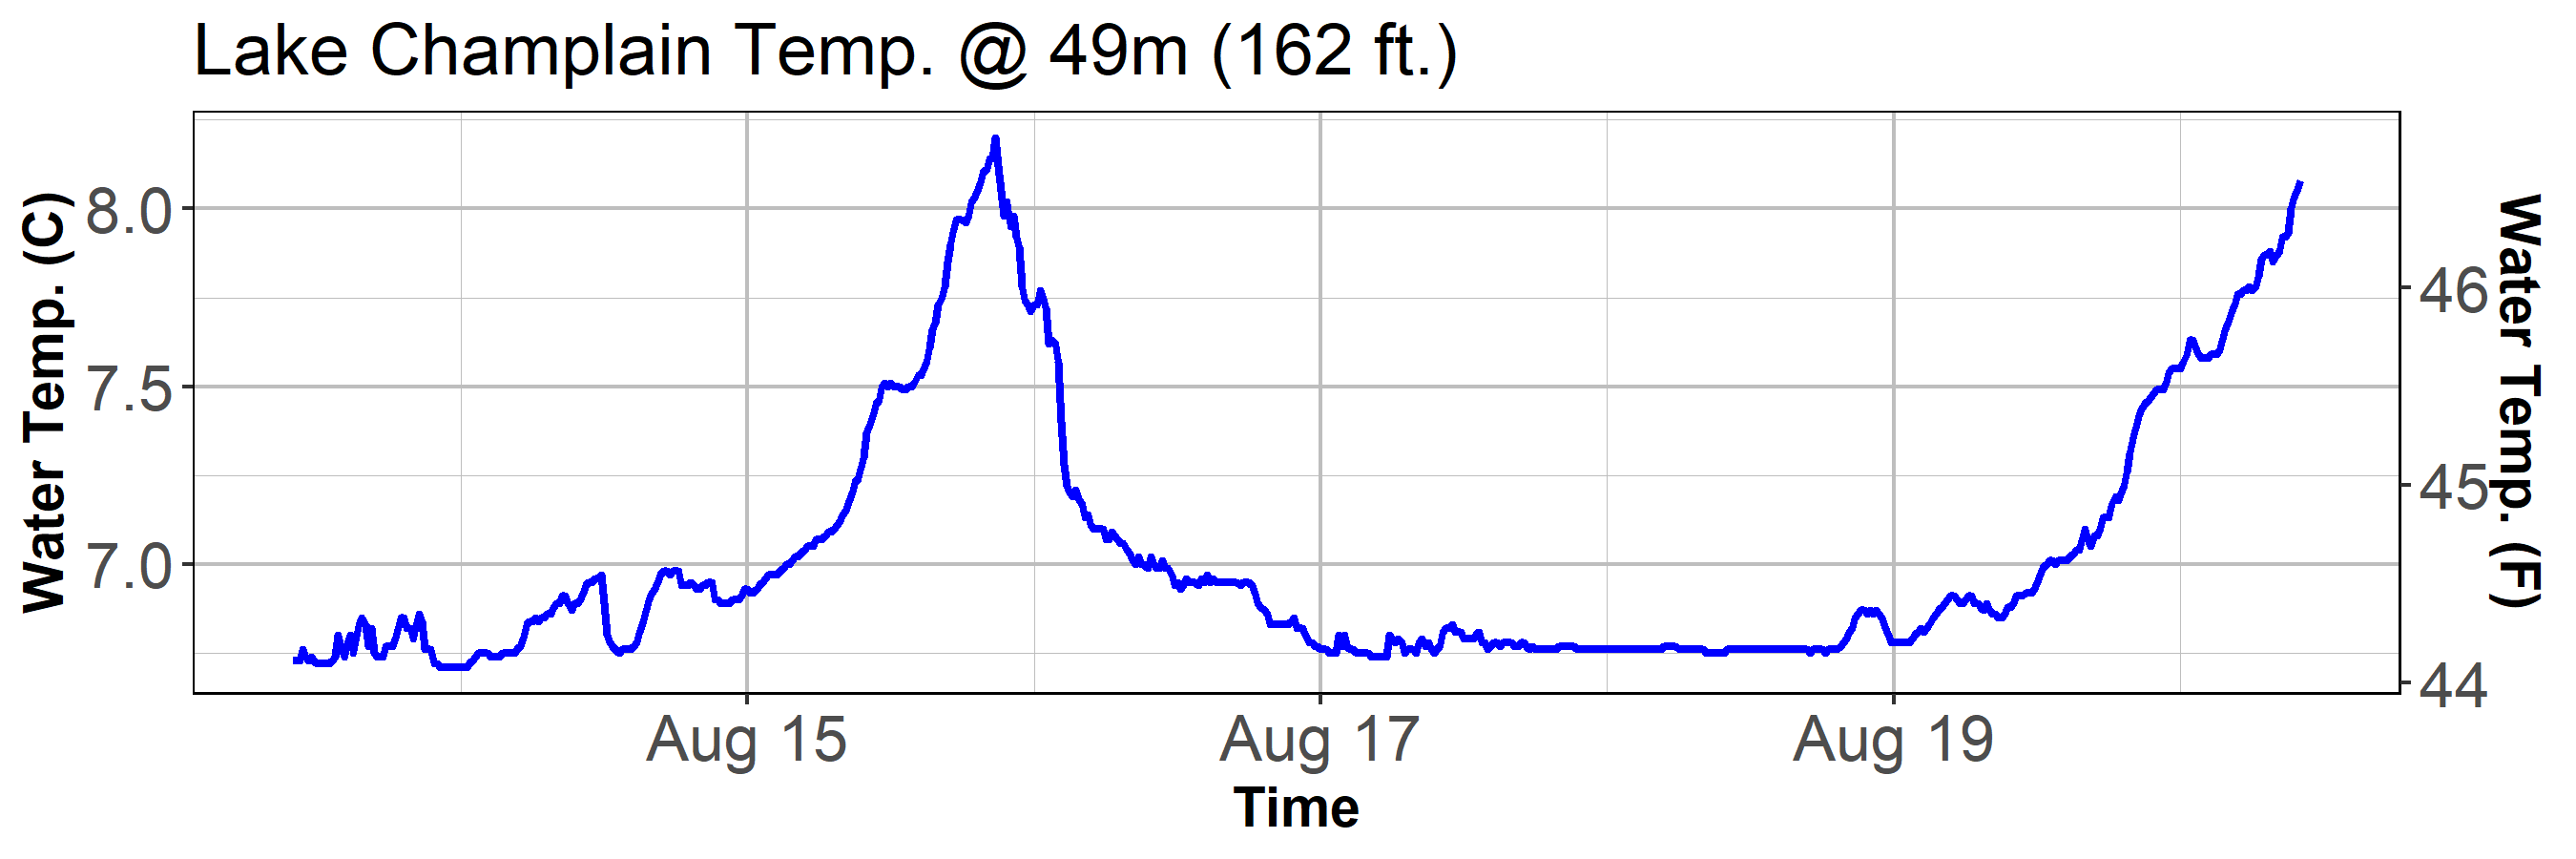 Lake Champlain Temp. @ 49m (162 ft.)
Water Temp. (C)
8.0
7.5
7.0
46
45
44
Water Temp. (F)
Aug 15
Aug 17
Aug 19
Time